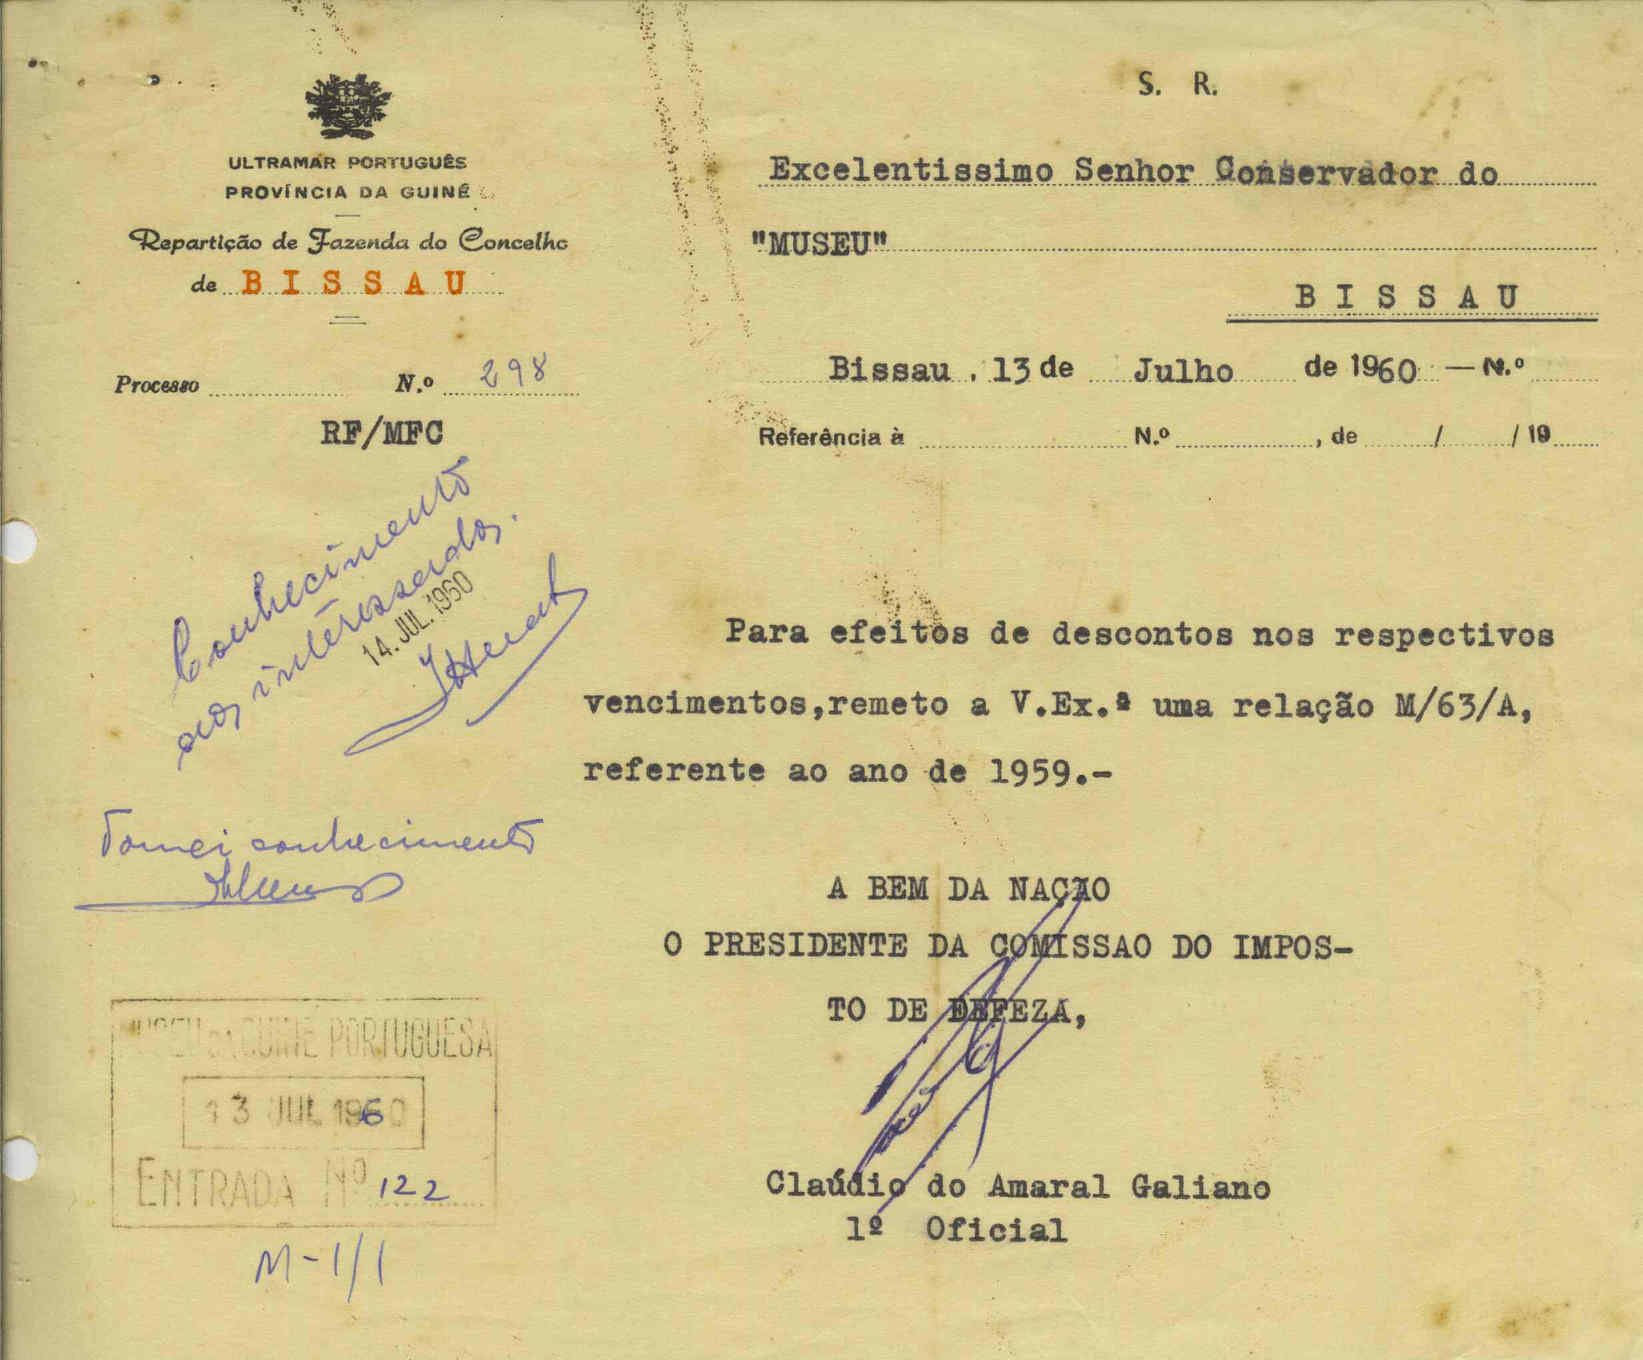 ULTRAMAR PORTUGUÊS
PROVÍNCIA DA GUINÉ
Repartição de Fazenda do Concelho
de BISSAU
Processo N.º 298
RF/MFC
S. R.
Excelentissimo Senhor Conservador do
"MUSEU"
BISSAU
Bissau, 13 de Julho de 1960 — N.º
Referência à N.º , de / / 19
Conhecimento
aos interessados.
14. JUL. 1960
Para efeitos de descontos nos respectivos
vencimentos,remeto a V.Ex.ª uma relação M/63/A,
referente ao ano de 1959.-
Tomei conhecimento
A BEM DA NAÇÃO
O PRESIDENTE DA COMISSAO DO IMPOS-
TO DE DEFEZA,
Claúdio do Amaral Galiano
1º Oficial
MUSEU DA GUINÉ PORTUGUESA
13 JUL 1960
ENTRADA Nº 122
M-1/1